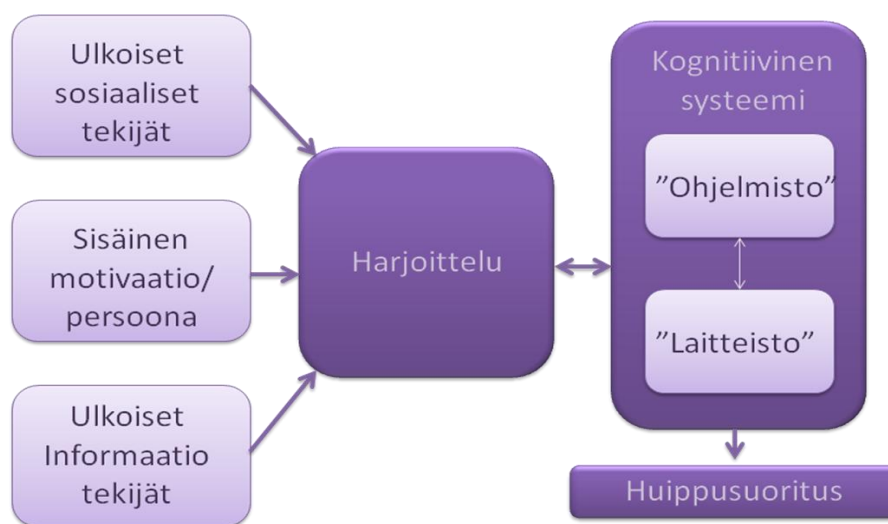 Ulkoiset
sosiaaliset
tekijät
Sisäinen
motivaatio/
persoona
Ulkoiset
Informaatio
tekijät
Harjoittelu
Kognitiivinen
systeemi
”Ohjelmisto”
”Laitteisto”
Huippusuoritus